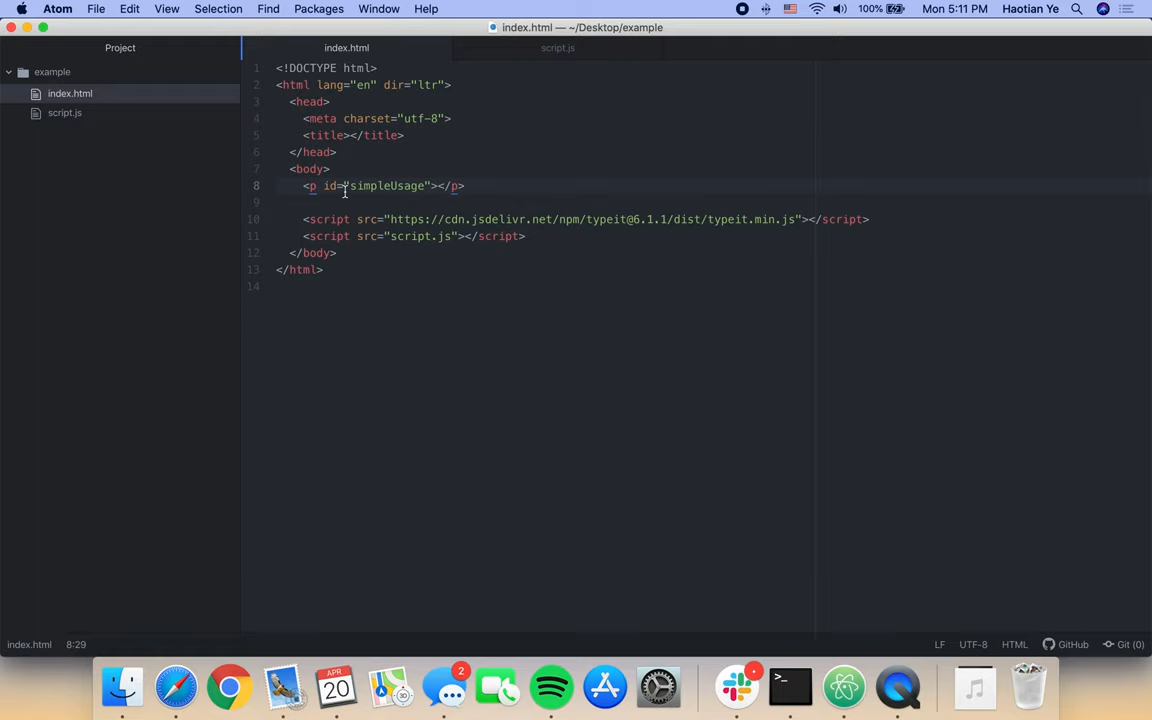 Atom File Edit View Selection Find Packages Window Help 100% Mon 5:11 PM Haotian Ye
index.html — ~/Desktop/example
Project index.html script.js
example
index.html
script.js
1 <!DOCTYPE html>
2 <html lang="en" dir="ltr">
3 <head>
4 <meta charset="utf-8">
5 <title></title>
6 </head>
7 <body>
8 <p id="simpleUsage"></p>
9
10 <script src="https://cdn.jsdelivr.net/npm/typeit@6.1.1/dist/typeit.min.js"></script>
11 <script src="script.js"></script>
12 </body>
13 </html>
14
index.html 8:29 LF UTF-8 HTML GitHub Git (0)
APR
20
2
>_